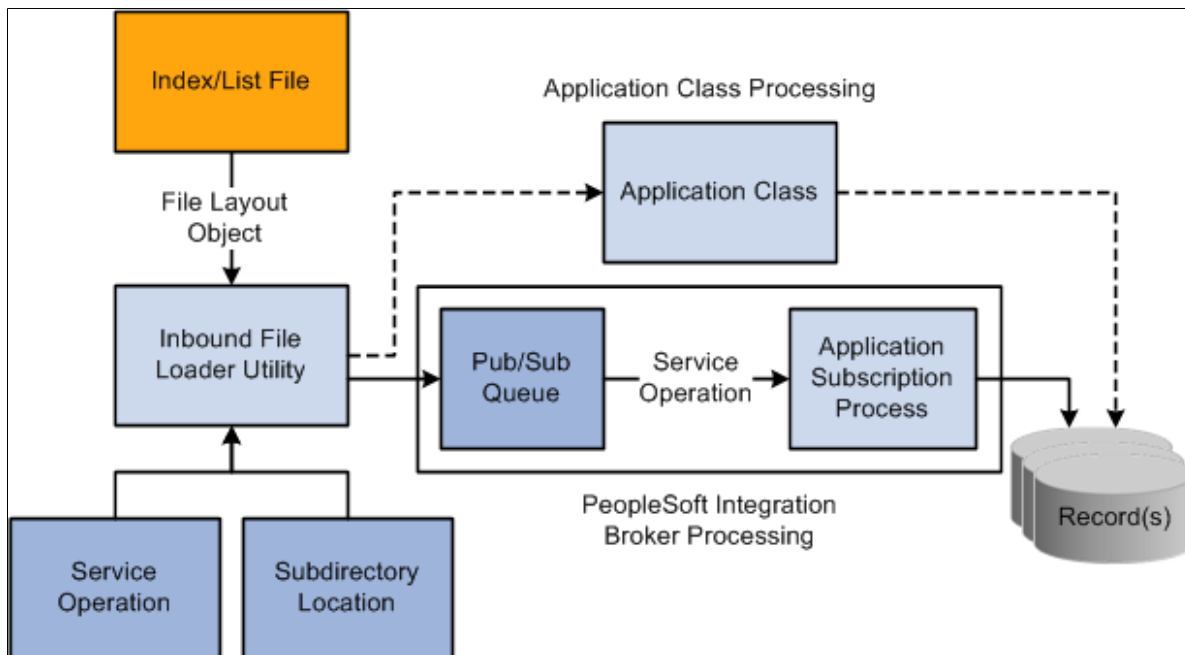 Index/List File
Application Class Processing
File Layout
Object
Application Class
Inbound File
Loader Utility
Pub/Sub
Queue
Service
Operation
Application
Subscription
Process
PeopleSoft Integration
Broker Processing
Record(s)
Service
Operation
Subdirectory
Location